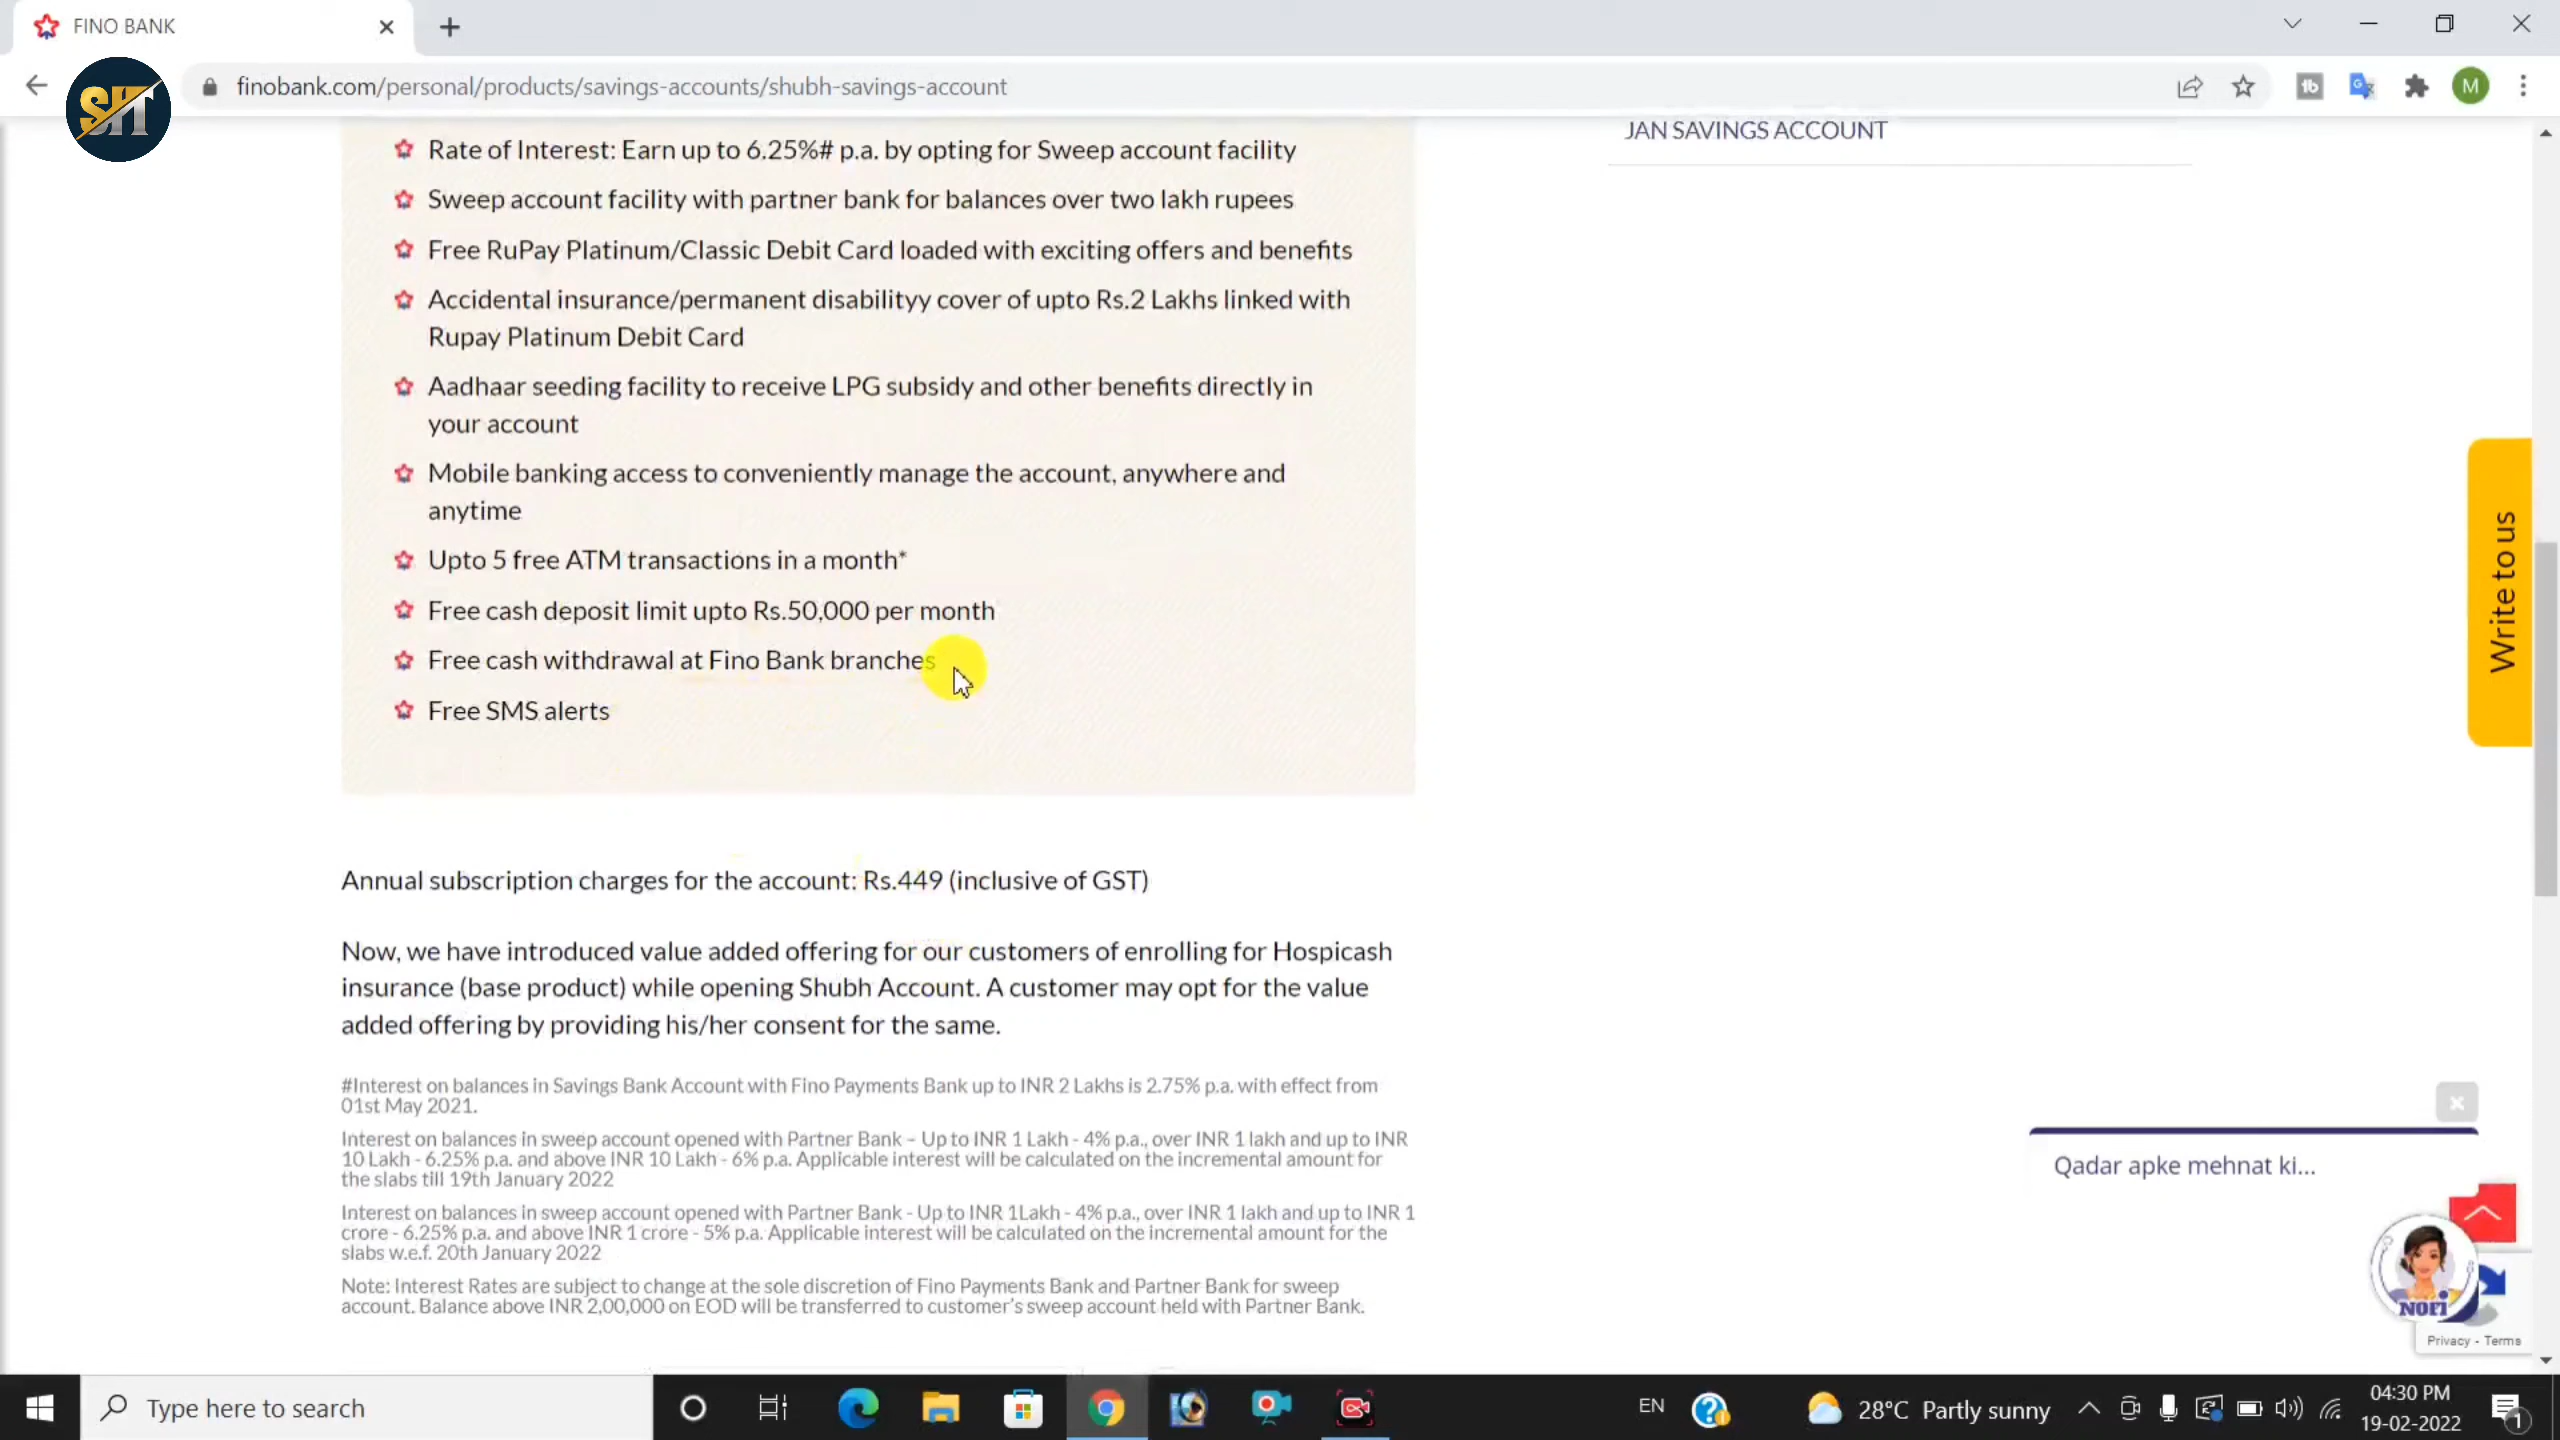 FINO BANK
SHT
finobank.com/personal/products/savings-accounts/shubh-savings-account
M
JAN SAVINGS ACCOUNT
Rate of Interest: Earn up to 6.25%# p.a. by opting for Sweep account facility
Sweep account facility with partner bank for balances over two lakh rupees
Free RuPay Platinum/Classic Debit Card loaded with exciting offers and benefits
Accidental insurance/permanent disabilityy cover of upto Rs.2 Lakhs linked with
Rupay Platinum Debit Card
Aadhaar seeding facility to receive LPG subsidy and other benefits directly in
your account
Mobile banking access to conveniently manage the account, anywhere and
anytime
Upto 5 free ATM transactions in a month*
Free cash deposit limit upto Rs.50,000 per month
Free cash withdrawal at Fino Bank branches
Free SMS alerts
Write to us
Annual subscription charges for the account: Rs.449 (inclusive of GST)
Now, we have introduced value added offering for our customers of enrolling for Hospicash
insurance (base product) while opening Shubh Account. A customer may opt for the value
added offering by providing his/her consent for the same.
#Interest on balances in Savings Bank Account with Fino Payments Bank up to INR 2 Lakhs is 2.75% p.a. with effect from
01st May 2021.
Interest on balances in sweep account opened with Partner Bank – Up to INR 1 Lakh - 4% p.a., over INR 1 lakh and up to INR
10 Lakh - 6.25% p.a. and above INR 10 Lakh - 6% p.a. Applicable interest will be calculated on the incremental amount for
the slabs till 19th January 2022
Interest on balances in sweep account opened with Partner Bank - Up to INR 1Lakh - 4% p.a., over INR 1 lakh and up to INR 1
crore - 6.25% p.a. and above INR 1 crore - 5% p.a. Applicable interest will be calculated on the incremental amount for the
slabs w.e.f. 20th January 2022
Note: Interest Rates are subject to change at the sole discretion of Fino Payments Bank and Partner Bank for sweep
account. Balance above INR 2,00,000 on EOD will be transferred to customer's sweep account held with Partner Bank.
Qadar apke mehnat ki...
NOFI
Privacy - Terms
Type here to search
EN
28°C Partly sunny
04:30 PM
19-02-2022
1